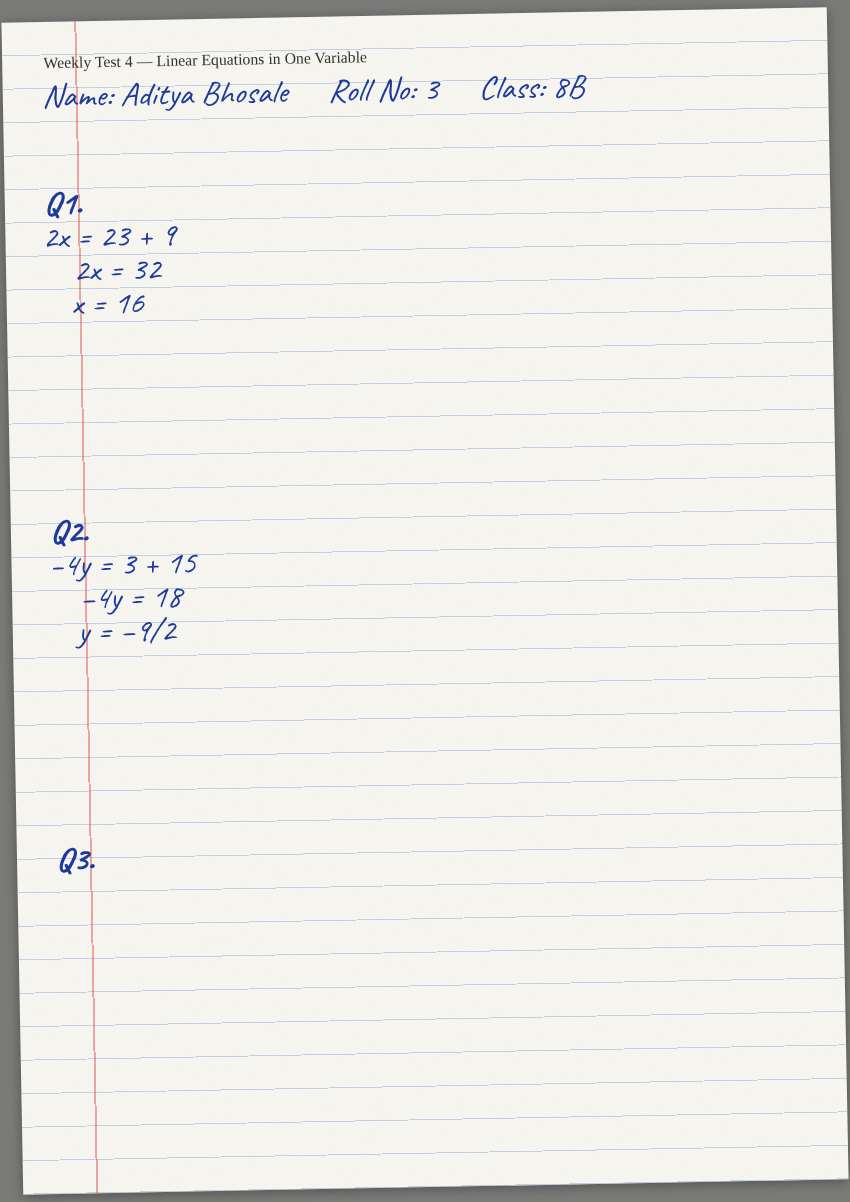 Weekly Test 4 — Linear Equations in One Variable
Name: Aditya Bhosale Roll No: 3 Class: 8B
Q1.
2x = 23 + 9
2x = 32
x = 16
Q2.
-4y = 3 + 15
-4y = 18
y = -9/2
Q3.